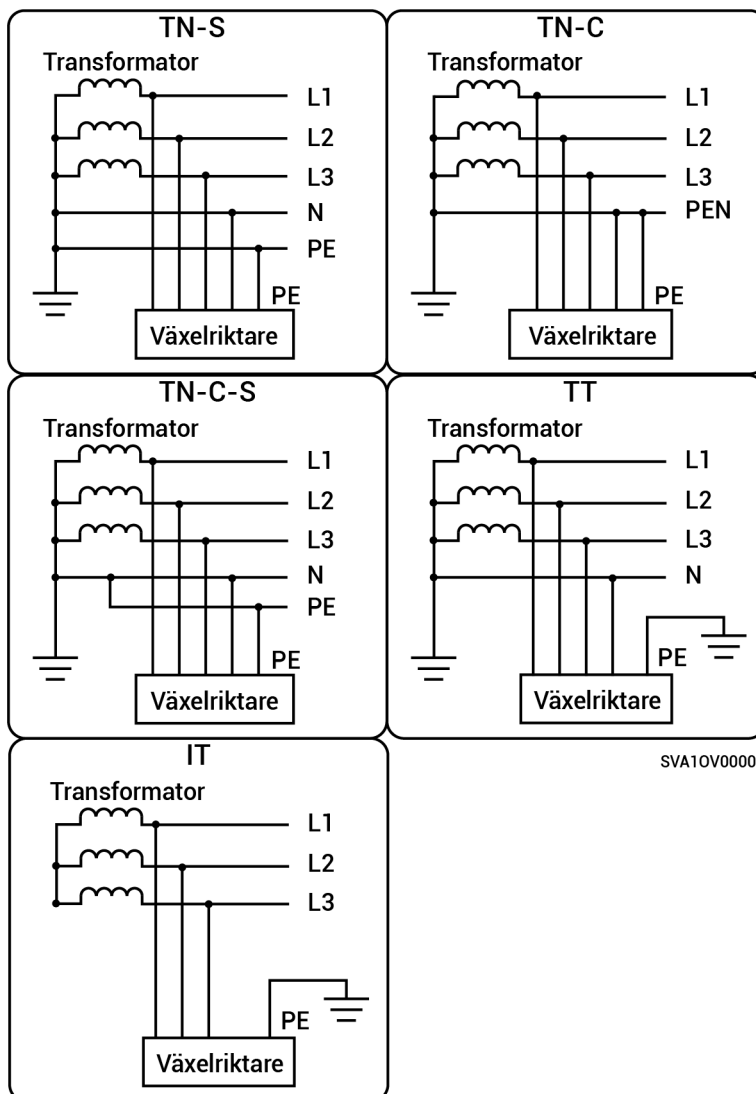 TN-S
Transformator
L1
L2
L3
N
PE
PE
Växelriktare
TN-C
Transformator
L1
L2
L3
PEN
PE
Växelriktare
TN-C-S
Transformator
L1
L2
L3
N
PE
PE
Växelriktare
TT
Transformator
L1
L2
L3
N
PE
Växelriktare
IT
Transformator
L1
L2
L3
PE
Växelriktare
SVA10V0000